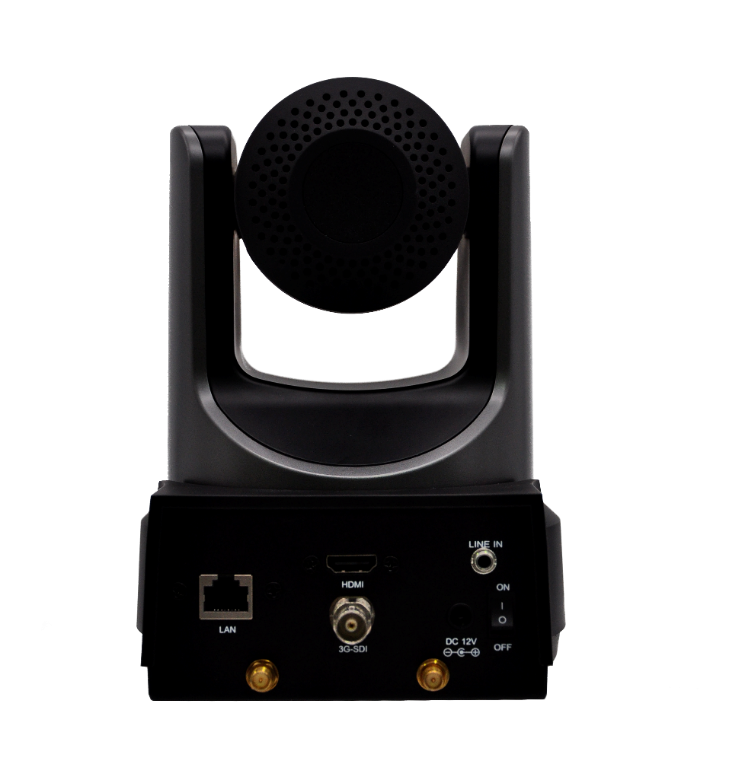 LINE IN
HDMI
ON
I
O
LAN
DC 12V
3G-SDI
OFF